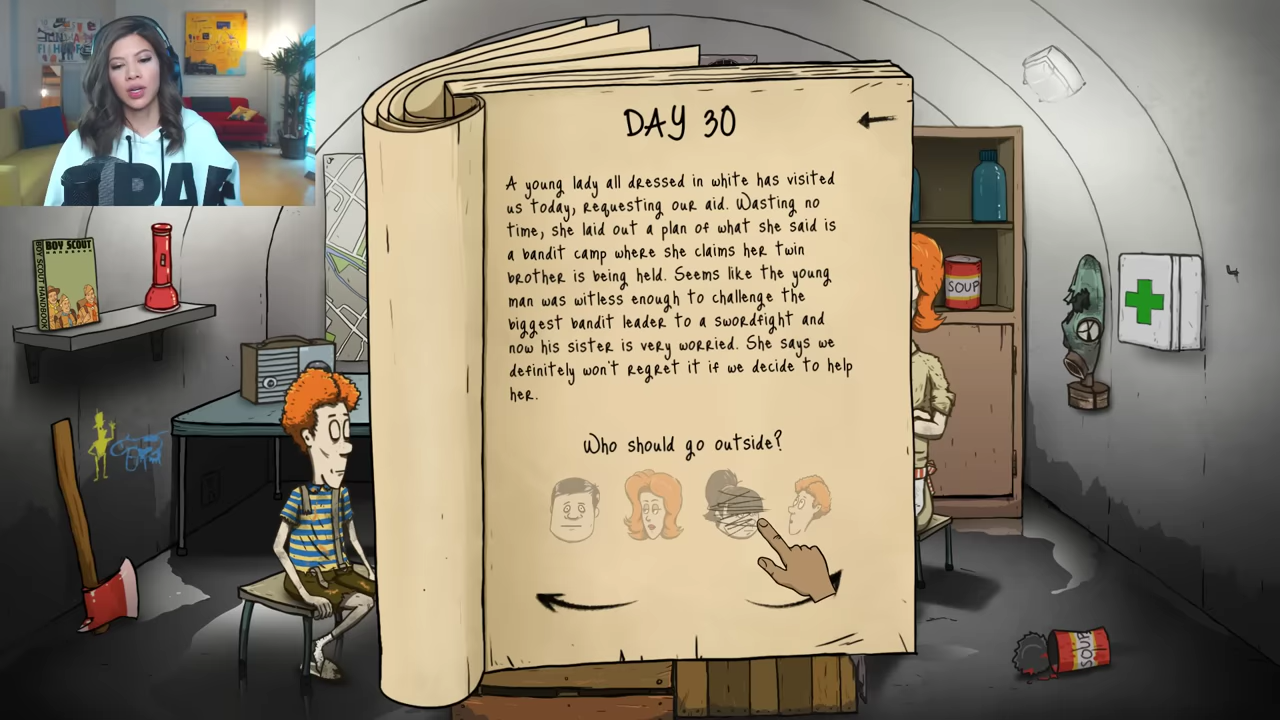 DAY 30
A young lady all dressed in white has visited
us today, requesting our aid. Wasting no
time, she laid out a plan of what she said is
a bandit camp where she claims her twin
brother is being held. Seems like the young
man was witless enough to challenge the
biggest bandit leader to a swordfight and
now his sister is very worried. She says we
definitely won't regret it if we decide to help
her.
Who should go outside?
BOY SCOUT
BOY SCOUT HANDBOOK
SOUP
SOUP